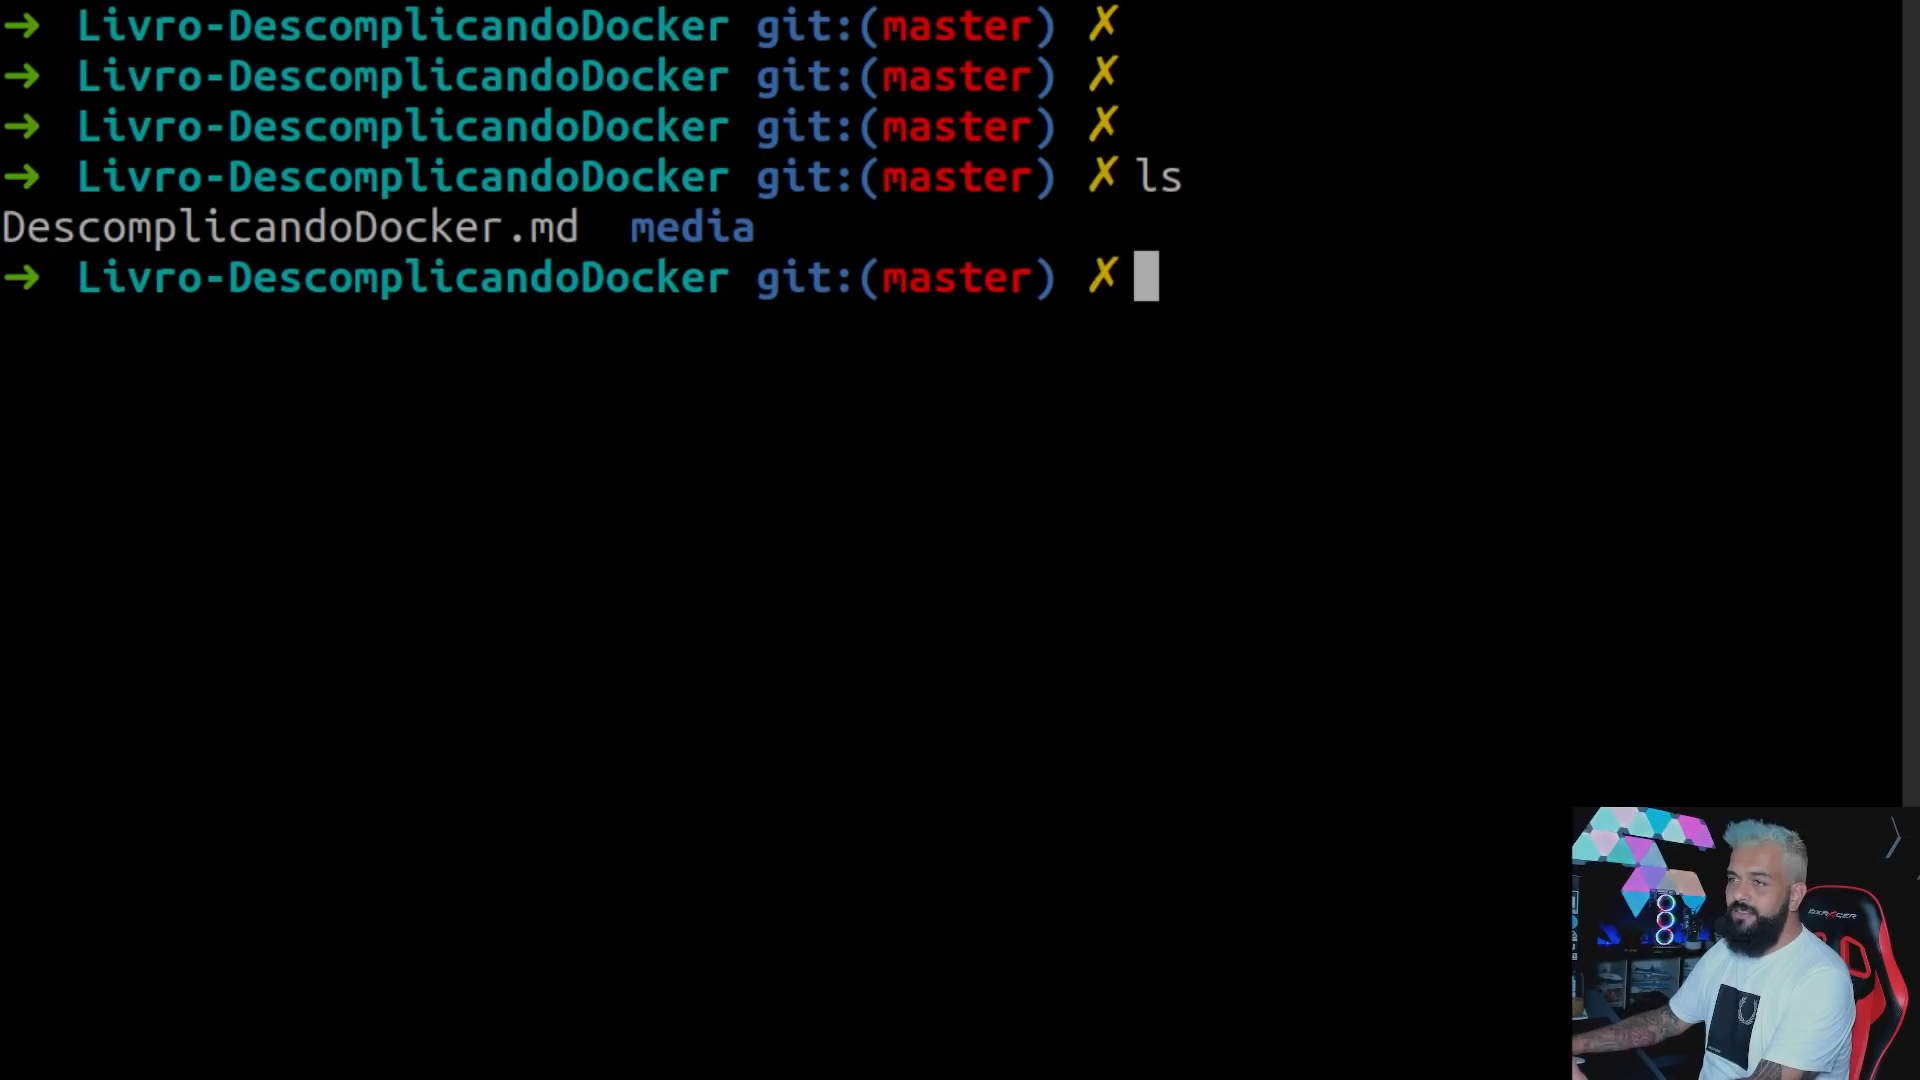 ➜ Livro-DescomplicandoDocker git:(master) ✗
➜ Livro-DescomplicandoDocker git:(master) ✗
➜ Livro-DescomplicandoDocker git:(master) ✗
➜ Livro-DescomplicandoDocker git:(master) ✗ ls
DescomplicandoDocker.md media
➜ Livro-DescomplicandoDocker git:(master) ✗
DXRACER